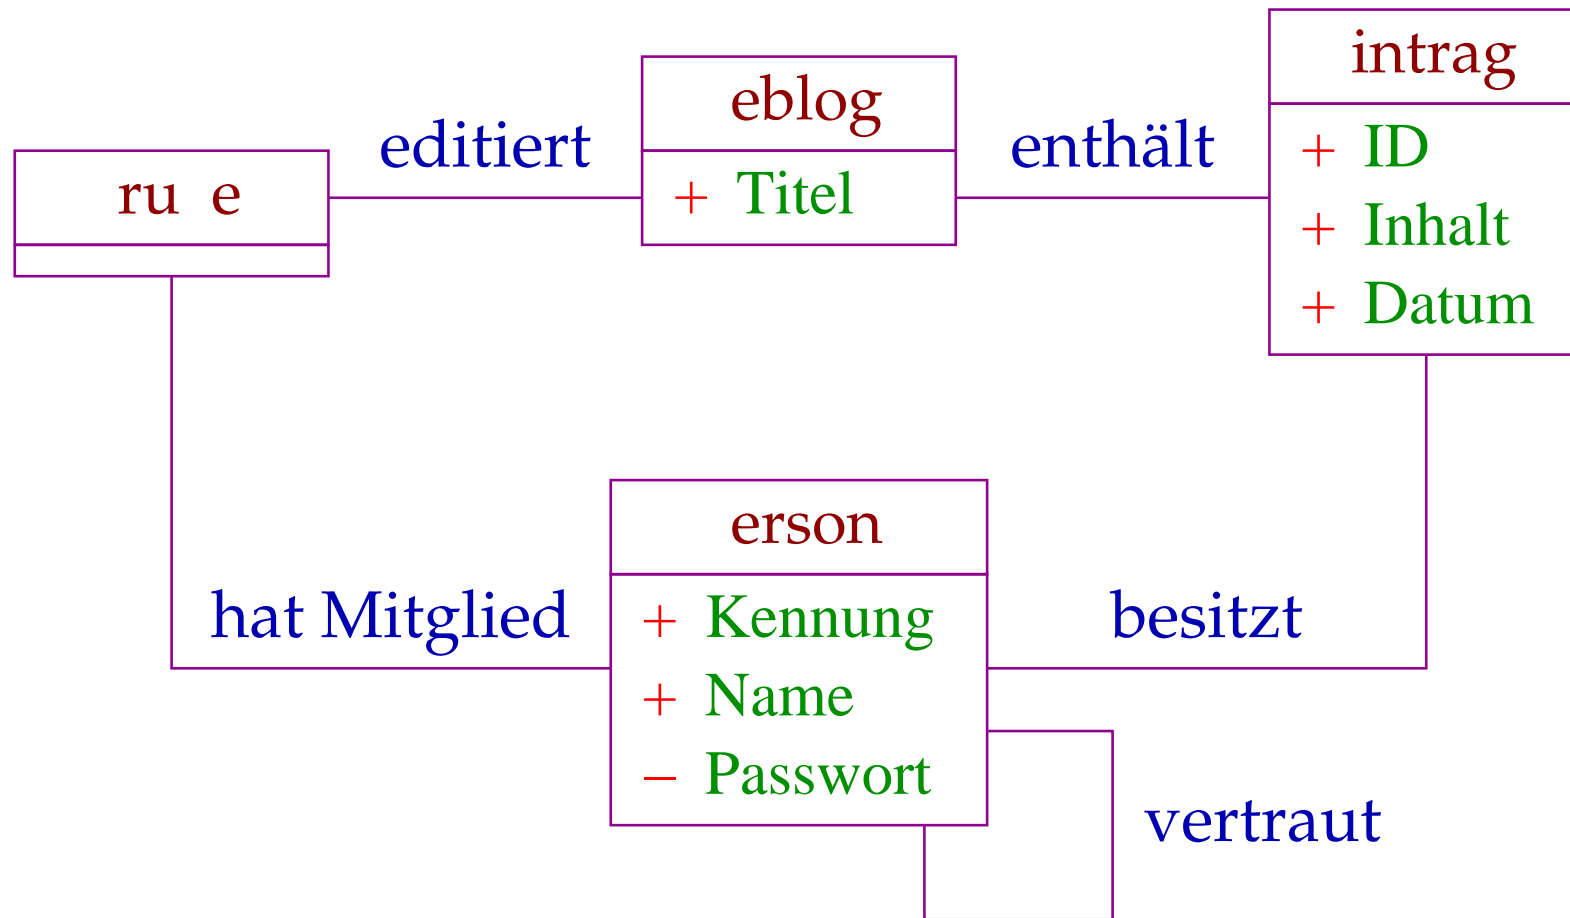 intrag
eblog
editiert
enthält
+ ID
ru e
+ Titel
+ Inhalt
+ Datum
erson
hat Mitglied
+ Kennung
besitzt
+ Name
− Passwort
vertraut